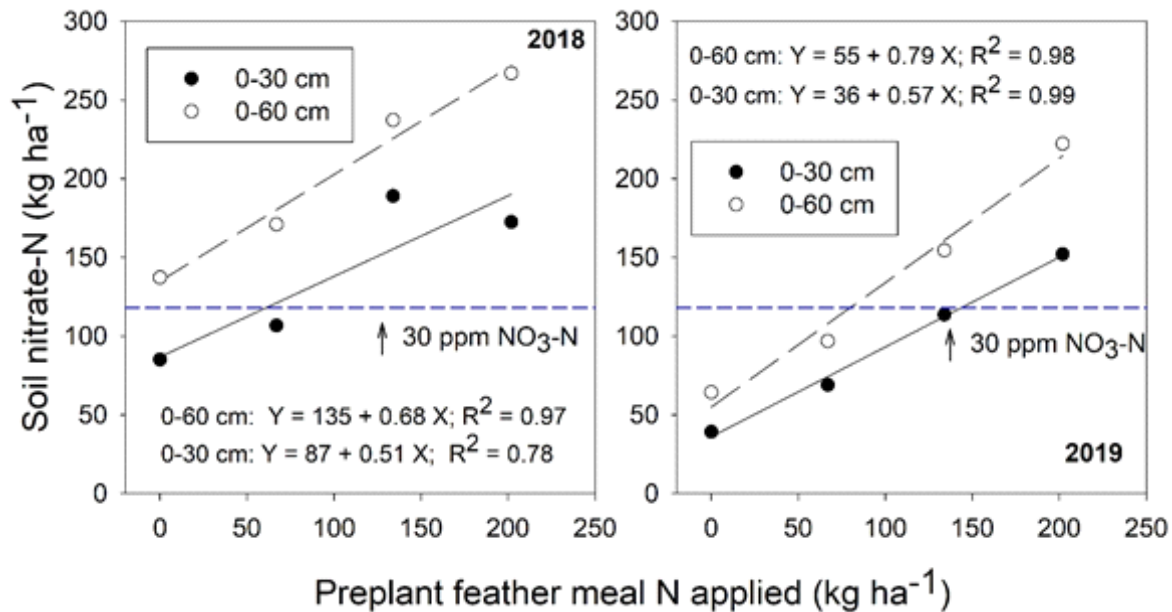 Soil nitrate-N (kg ha⁻¹)
300
250
200
150
100
50
0
2018
0-30 cm
0-60 cm
30 ppm NO₃-N
0-60 cm: Y = 135 + 0.68 X; R² = 0.97
0-30 cm: Y = 87 + 0.51 X; R² = 0.78
0 50 100 150 200 250
300
250
200
150
100
50
0
0-60 cm: Y = 55 + 0.79 X; R² = 0.98
0-30 cm: Y = 36 + 0.57 X; R² = 0.99
0-30 cm
0-60 cm
30 ppm NO₃-N
2019
0 50 100 150 200 250
Preplant feather meal N applied (kg ha⁻¹)